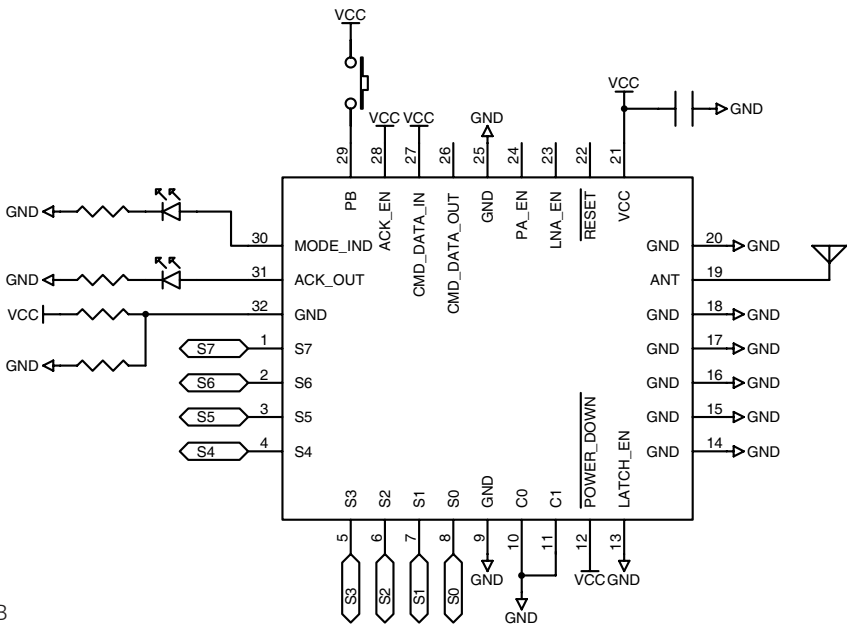 VCC
VCC VCC
GND
VCC
GND
29
28
27
26
25
24
23
22
21
PB
ACK_EN
CMD_DATA_IN
CMD_DATA_OUT
GND
PA_EN
LNA_EN
RESET
VCC
GND
30
MODE_IND
GND
31
ACK_OUT
VCC
32
GND
GND
S7
1
S7
S6
2
S6
S5
3
S5
S4
4
S4
GND
20
GND
ANT
19
GND
18
GND
GND
17
GND
GND
16
GND
GND
15
GND
GND
14
GND
S3
S2
S1
S0
GND
C0
C1
POWER_DOWN
LATCH_EN
5
6
7
8
9
10
11
12
13
S3
S2
S1
S0
GND
GND
VCC
GND
B